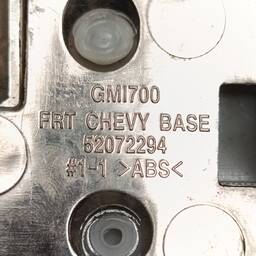 GMI700
FRT CHEVY BASE
52072294
#1-1 >ABS<